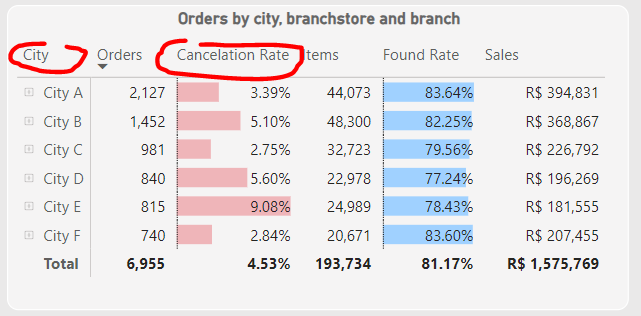 Orders by city, branchstore and branch
City Orders Cancelation Rate Items Found Rate Sales
City A 2,127 3.39% 44,073 83.64% R$ 394,831
City B 1,452 5.10% 48,300 82.25% R$ 368,867
City C 981 2.75% 32,723 79.56% R$ 226,792
City D 840 5.60% 22,978 77.24% R$ 196,269
City E 815 9.08% 24,989 78.43% R$ 181,555
City F 740 2.84% 20,671 83.60% R$ 207,455
Total 6,955 4.53% 193,734 81.17% R$ 1,575,769